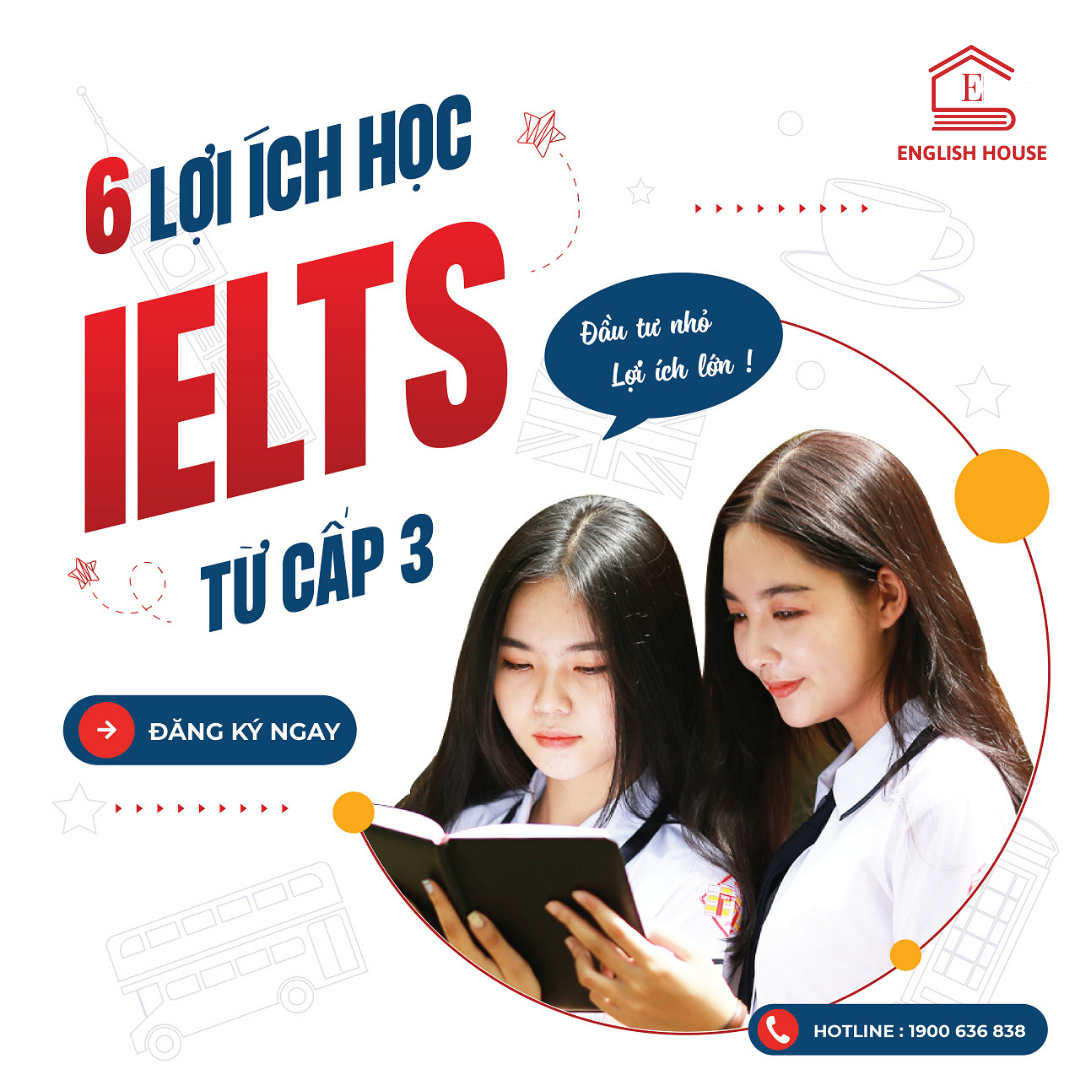 E
ENGLISH HOUSE
6 LỢI ÍCH HỌC
IELTS
TỪ CẤP 3
Đầu tư nhỏ
Lợi ích lớn !
ĐĂNG KÝ NGAY
HOTLINE : 1900 636 838